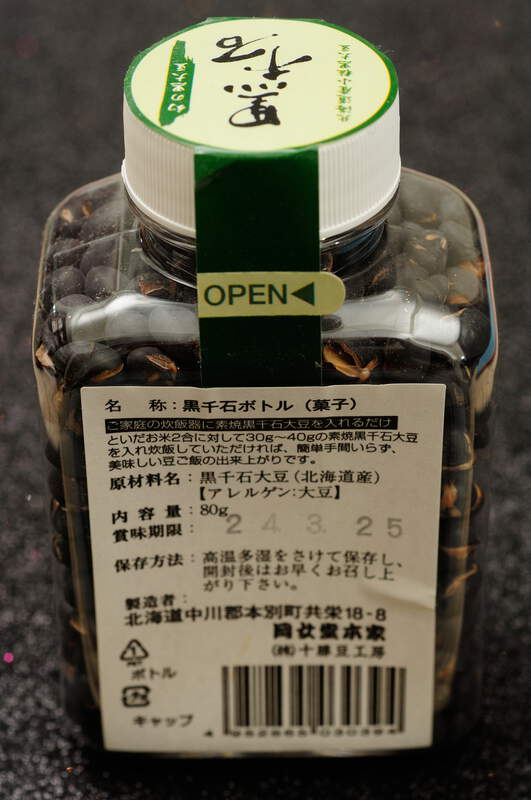 幻の黒大豆
黒千石
北海道産小粒黒大豆
OPEN◀
名 称：黒千石ボトル（菓子）
ご家庭の炊飯器に素焼黒千石大豆を入れるだけ
といだお米2合に対して30g〜40gの素焼黒千石大豆
を入れ炊飯していただければ、簡単手間いらず、
美味しい豆ご飯の出来上がりです。
原材料名：黒千石大豆（北海道産）
【アレルゲン：大豆】
内 容 量：80g
賞味期限：24.3.25
保存方法：高温多湿をさけて保存し、
開封後はお早くお召し上
がり下さい。
製造者：
北海道中川郡本別町共栄18-8
岡女堂本家
（株）十勝豆工房
ボトル
キャップ
4 952665 030394